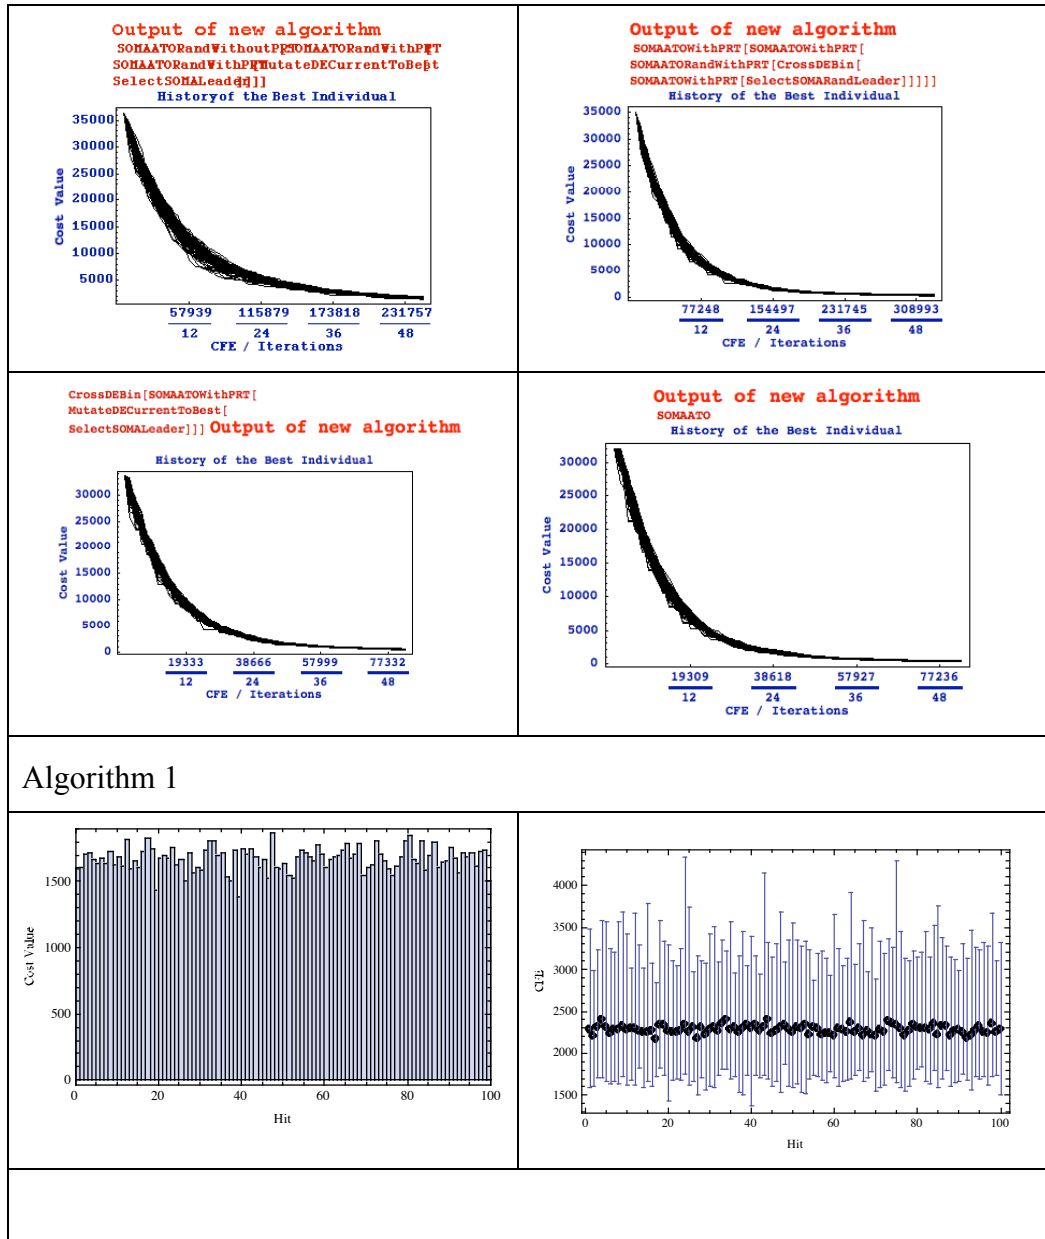 Output of new algorithm
SOMAATOWithPRT[SOMAATOWithPRT[
SOMAATORandWithPRT[CrossDEBin[
SOMAATOWithPRT[SelectSOMARandLeader]]]]]
History of the Best Individual
Cost Value
35000
30000
25000
20000
15000
10000
5000
0
77248 154497 231745 308993
12 24 36 48
CFE / Iterations
Output of new algorithm
History of the Best Individual
Cost Value
35000
30000
25000
20000
15000
10000
5000
57939 115879 173818 231757
12 24 36 48
CFE / Iterations
CrossDEBin[SOMAATOWithPRT[
MutateDECurrentToBest[
SelectSOMALeader]]] Output of new algorithm
History of the Best Individual
Cost Value
30000
25000
20000
15000
10000
5000
0
19333 38666 57999 77332
12 24 36 48
CFE / Iterations
Output of new algorithm
SOMAATO
History of the Best Individual
Cost Value
30000
25000
20000
15000
10000
5000
0
19309 38618 57927 77236
12 24 36 48
CFE / Iterations
Algorithm 1
Cost Value
1500
1000
500
0
0 20 40 60 80 100
Hit
CFE
4000
3500
3000
2500
2000
1500
0 20 40 60 80 100
Hit